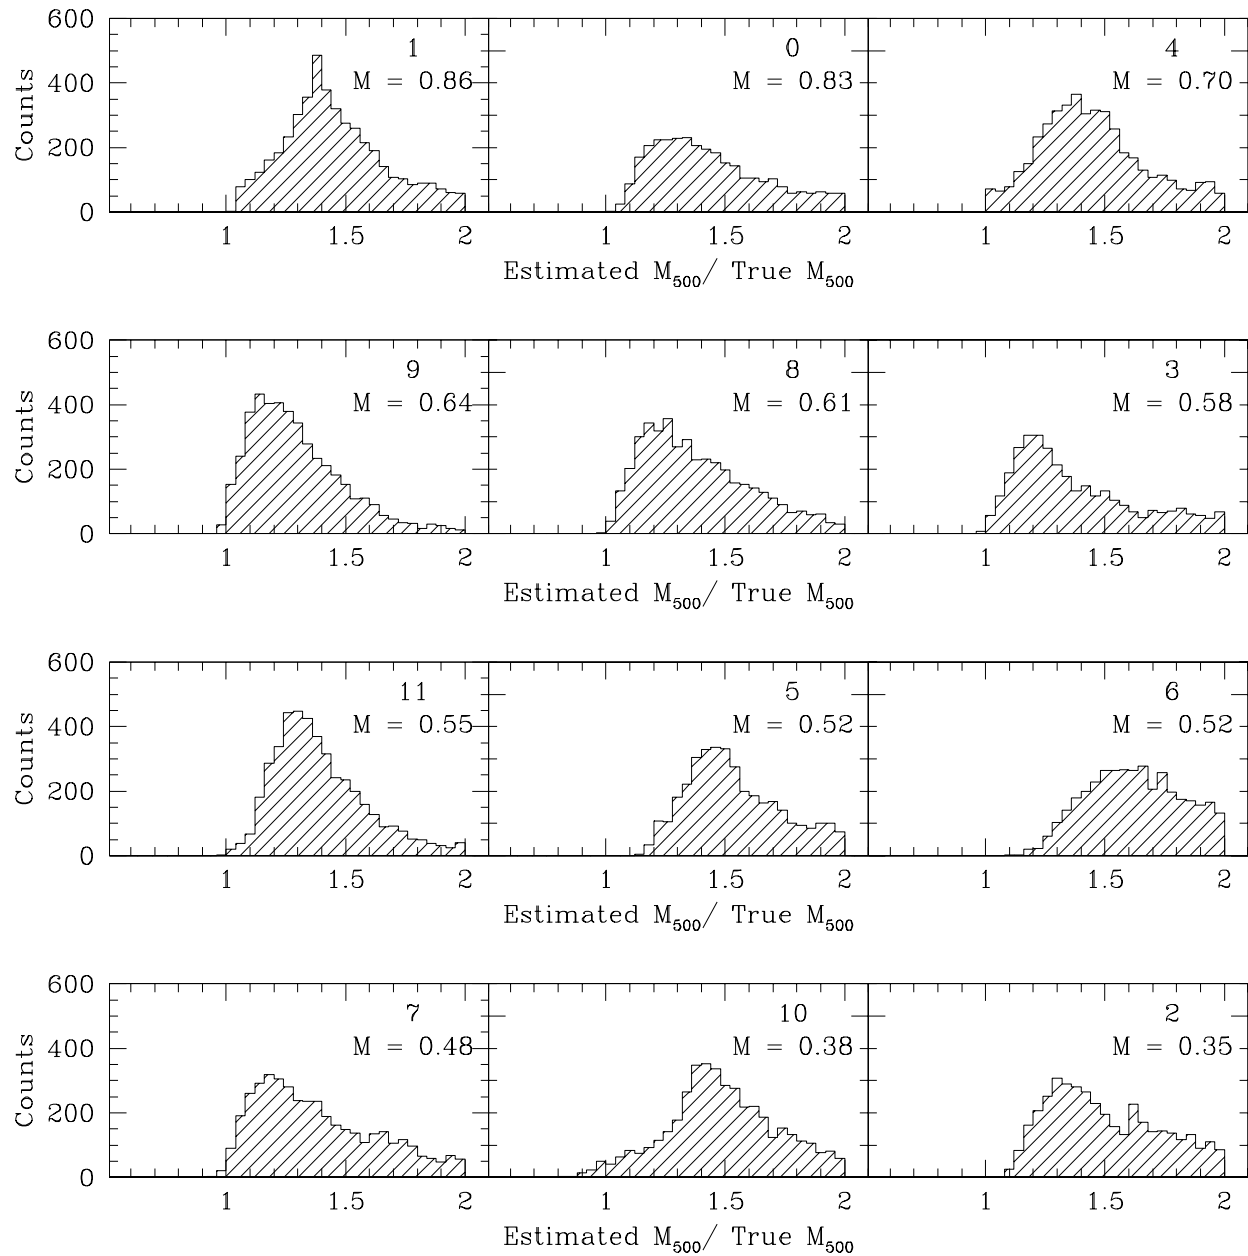 600
1 0 4
M = 0.86 M = 0.83 M = 0.70
400
Counts
200
0
1 1.5 2 1 1.5 2 1 1.5 2
Estimated M500/ True M500
600
9 8 3
M = 0.64 M = 0.61 M = 0.58
400
Counts
200
0
1 1.5 2 1 1.5 2 1 1.5 2
Estimated M500/ True M500
600
11 5 6
M = 0.55 M = 0.52 M = 0.52
400
Counts
200
0
1 1.5 2 1 1.5 2 1 1.5 2
Estimated M500/ True M500
600
7 10 2
M = 0.48 M = 0.38 M = 0.35
400
Counts
200
0
1 1.5 2 1 1.5 2 1 1.5 2
Estimated M500/ True M500